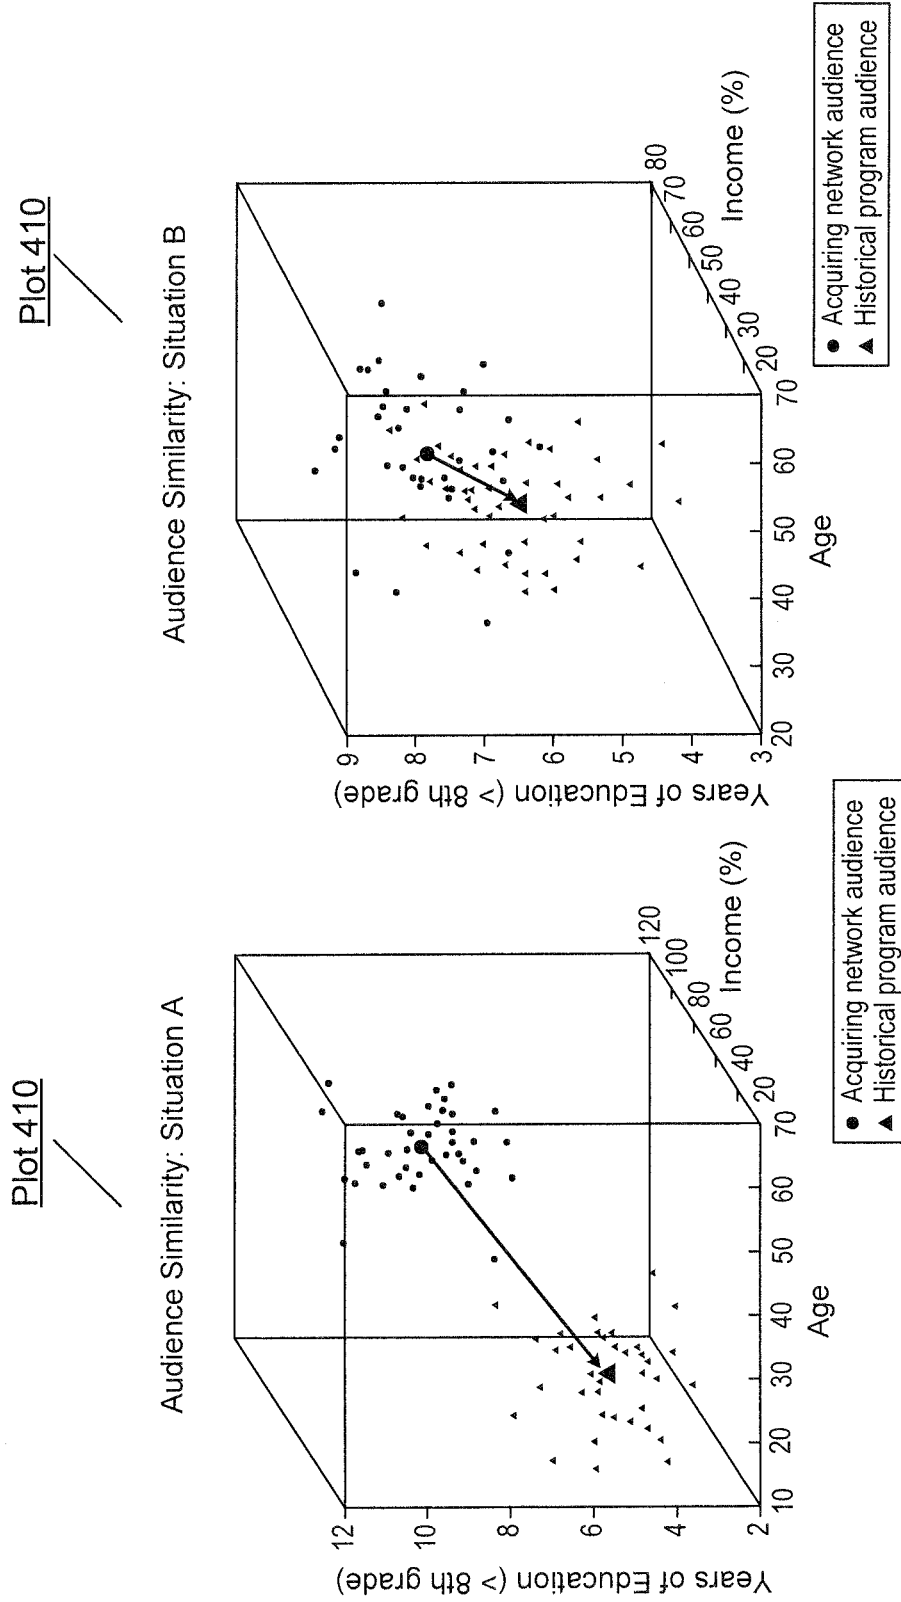 Plot 410
Audience Similarity: Situation A
Years of Education (> 8th grade)
12
10
8
6
4
2
10
20
30
40
50
60
70
Age
20
40
60
80
100
120
Income (%)
Acquiring network audience
Historical program audience
Plot 410
Audience Similarity: Situation B
Years of Education (> 8th grade)
9
8
7
6
5
4
3
20
30
40
50
60
70
Age
20
30
40
50
60
70
80
Income (%)
Acquiring network audience
Historical program audience